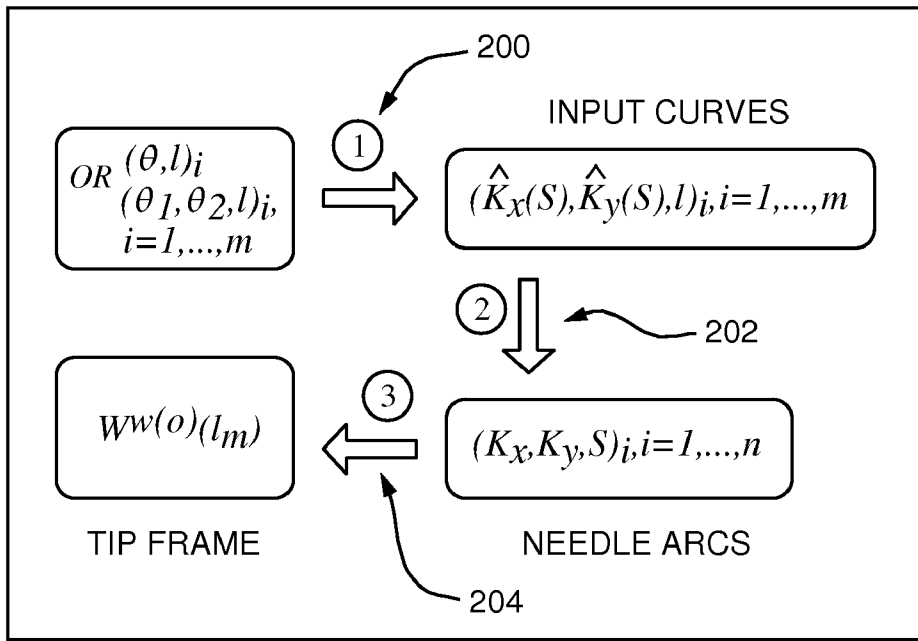 200
INPUT CURVES
1
OR (θ,l)i
(θ1,θ2,l)i,
i=1,...,m
(K̂x(S),K̂y(S),l)i,i=1,...,m
2
202
3
Ww(o)(lm)
(Kx,Ky,S)i,i=1,...,n
TIP FRAME
NEEDLE ARCS
204